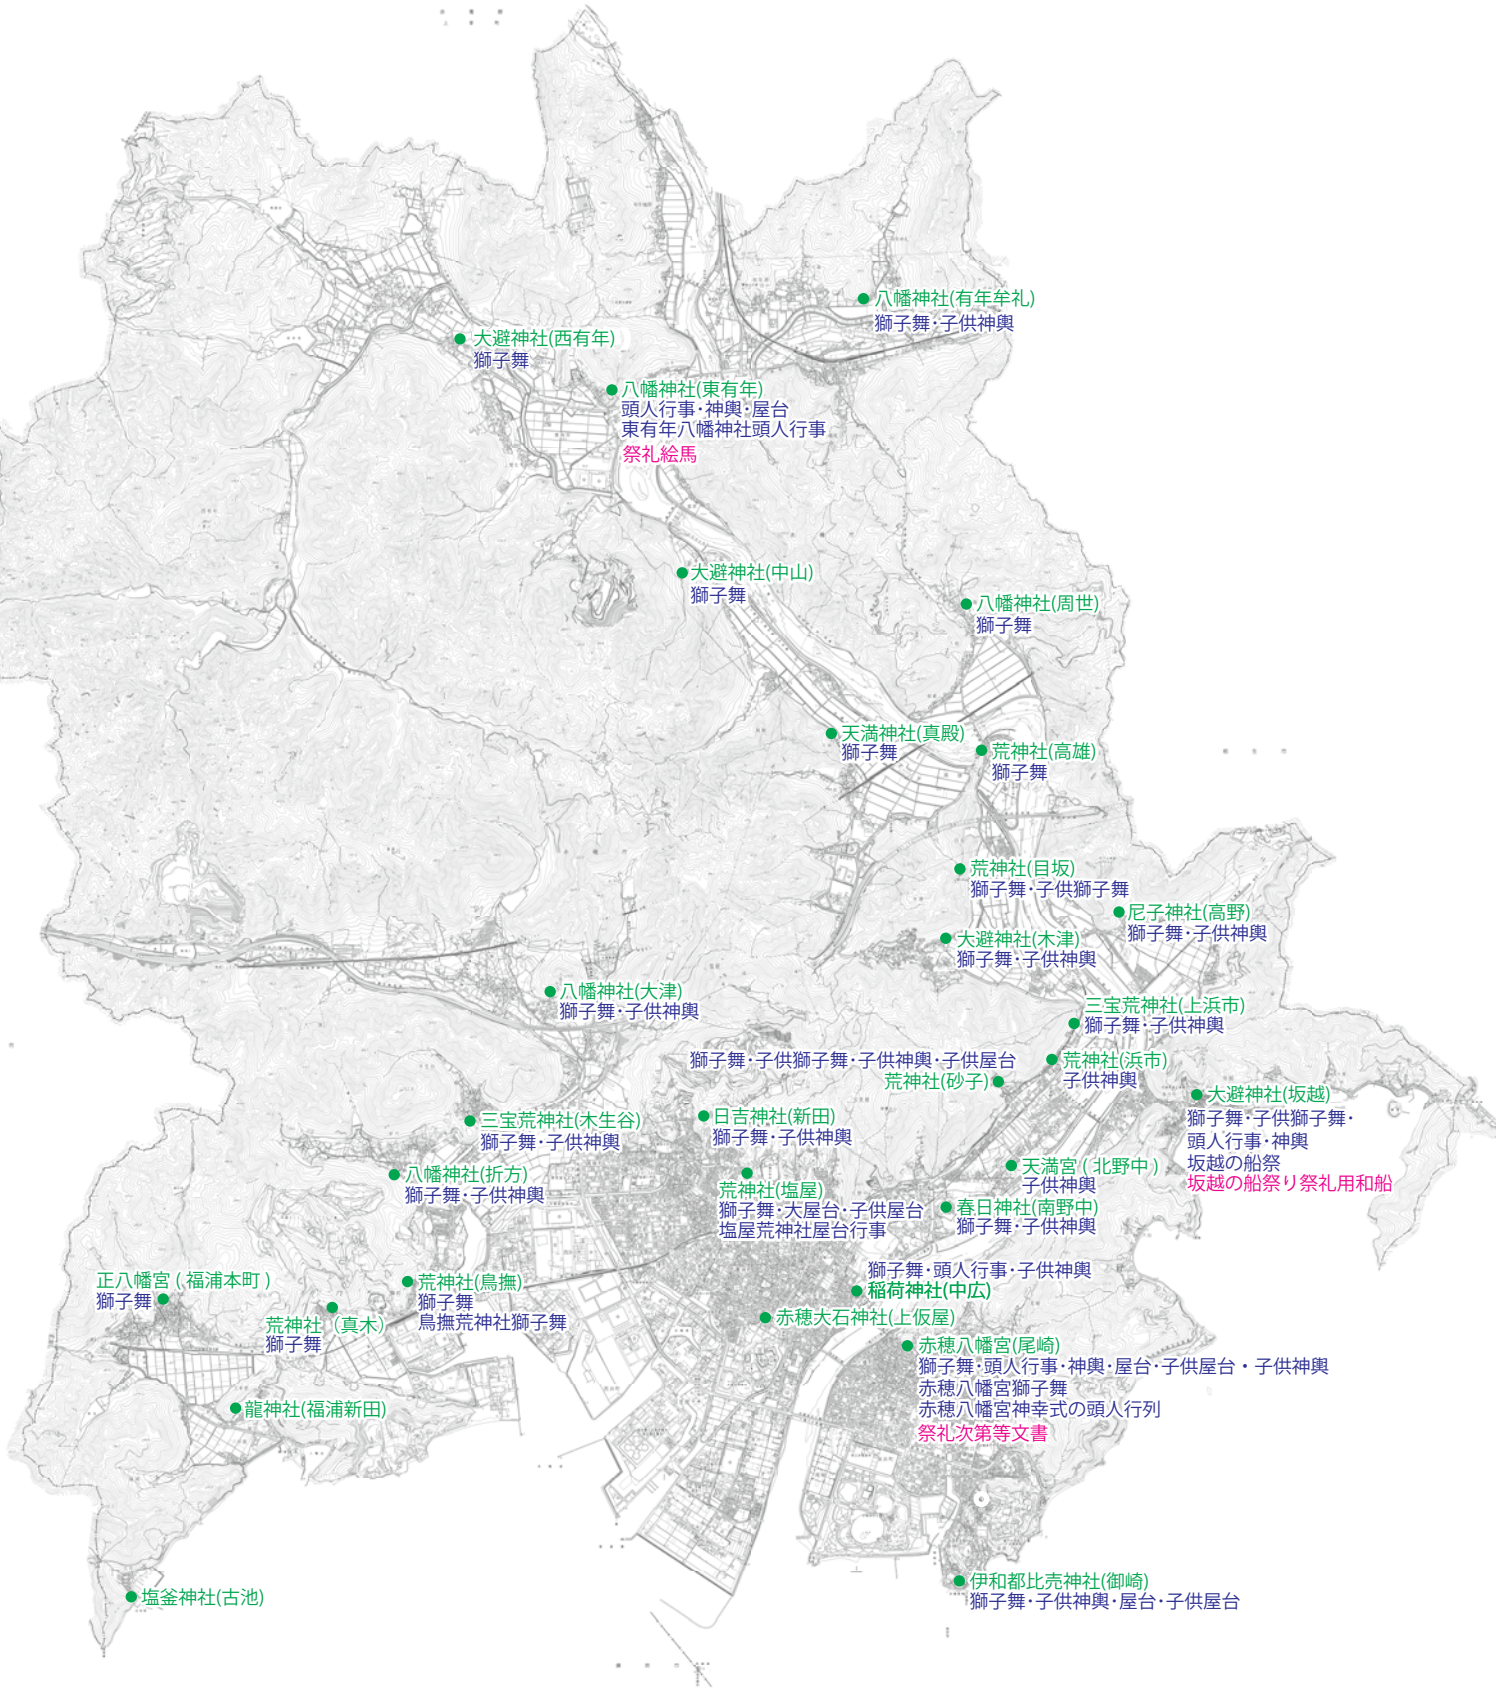 八幡神社(有年牟礼)
獅子舞･子供神輿
大避神社(西有年)
獅子舞
八幡神社(東有年)
頭人行事･神輿･屋台
東有年八幡神社頭人行事
祭礼絵馬
大避神社(中山)
獅子舞
八幡神社(周世)
獅子舞
天満神社(真殿)
獅子舞
荒神社(高雄)
獅子舞
荒神社(目坂)
獅子舞･子供獅子舞
尼子神社(高野)
獅子舞･子供神輿
大避神社(木津)
獅子舞･子供神輿
八幡神社(大津)
獅子舞･子供神輿
三宝荒神社(上浜市)
獅子舞･子供神輿
獅子舞･子供獅子舞･子供神輿･子供屋台
荒神社(砂子)
荒神社(浜市)
子供神輿
大避神社(坂越)
獅子舞･子供獅子舞･
頭人行事･神輿
坂越の船祭
坂越の船祭り祭礼用和船
三宝荒神社(木生谷)
獅子舞･子供神輿
日吉神社(新田)
獅子舞･子供神輿
八幡神社(折方)
獅子舞･子供神輿
荒神社(塩屋)
獅子舞･大屋台･子供屋台
塩屋荒神社屋台行事
天満宮 ( 北野中 )
子供神輿
春日神社(南野中)
獅子舞･子供神輿
獅子舞･頭人行事･子供神輿
稲荷神社(中広)
正八幡宮 ( 福浦本町 )
獅子舞
荒神社（真木）
獅子舞
荒神社(鳥撫)
獅子舞
鳥撫荒神社獅子舞
赤穂大石神社(上仮屋)
赤穂八幡宮(尾崎)
獅子舞･頭人行事･神輿･屋台･子供屋台・子供神輿
赤穂八幡宮獅子舞
赤穂八幡宮神幸式の頭人行列
祭礼次第等文書
龍神社(福浦新田)
塩釜神社(古池)
伊和都比売神社(御崎)
獅子舞･子供神輿･屋台･子供屋台